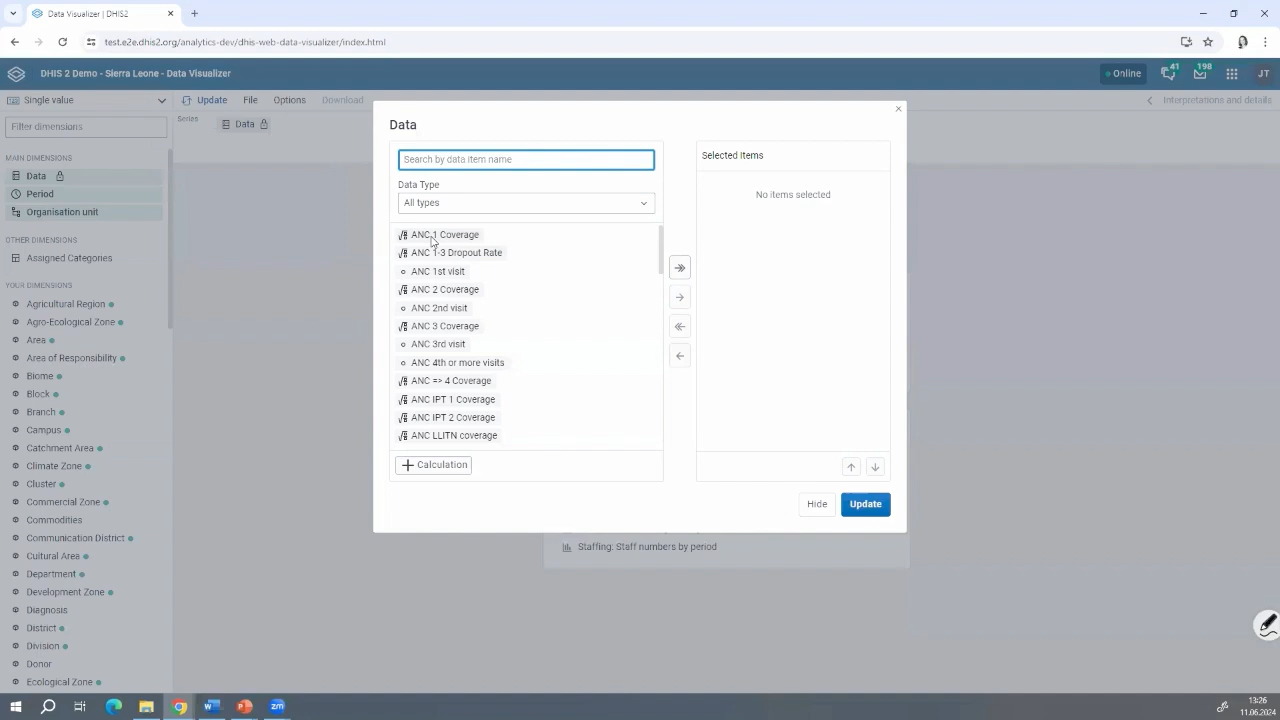 Data Visualizer | DHIS2
test.e2e.dhis2.org/analytics-dev/dhis-web-data-visualizer/index.html
DHIS 2 Demo - Sierra Leone - Data Visualizer
Online
41
198
JT
Single value
Update
File
Options
Download
Interpretations and details
Filter dimensions
Series
Data
MAIN DIMENSIONS
Data
Period
Organisation unit
OTHER DIMENSIONS
Assigned Categories
YOUR DIMENSIONS
Agricultural Region
Agro-Ecological Zone
Area
Area of Responsibility
Biome
Block
Branch
Campus
Catchment Area
Climate Zone
Cluster
Commercial Zone
Commodities
Communication District
Cultural Area
Department
Development Zone
Diagnosis
District
Division
Donor
Ecological Zone
Data
Search by data item name
Data Type
All types
ANC 1 Coverage
ANC 1-3 Dropout Rate
ANC 1st visit
ANC 2 Coverage
ANC 2nd visit
ANC 3 Coverage
ANC 3rd visit
ANC 4th or more visits
ANC => 4 Coverage
ANC IPT 1 Coverage
ANC IPT 2 Coverage
ANC LLITN coverage
Calculation
Selected Items
No items selected
Hide
Update
Staffing: Staff numbers by period
13:26
11.06.2024